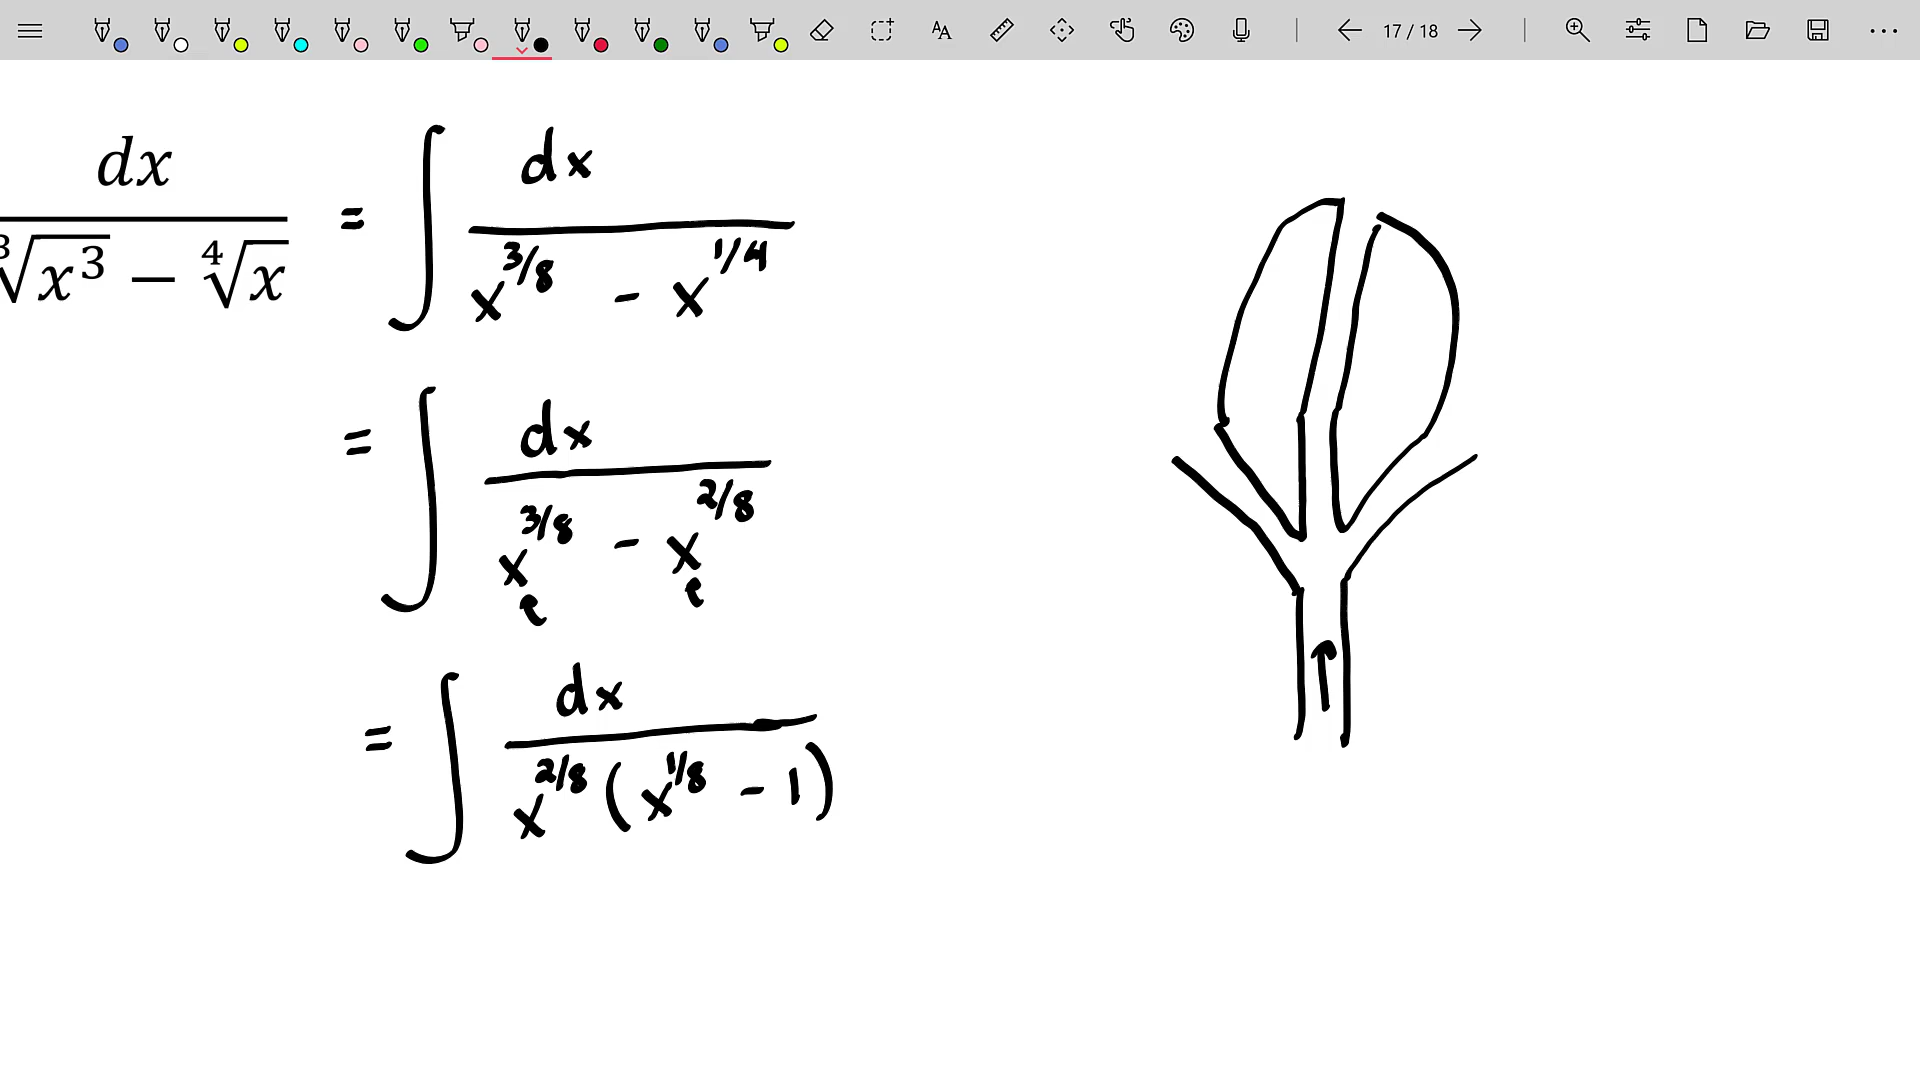 17 / 18
dx
= ∫ dx
∛x³ − ∜x
x^3/8 - x^1/4
= ∫ dx
x^3/8 - x^2/8
= ∫ dx
x^2/8 (x^1/8 - 1)